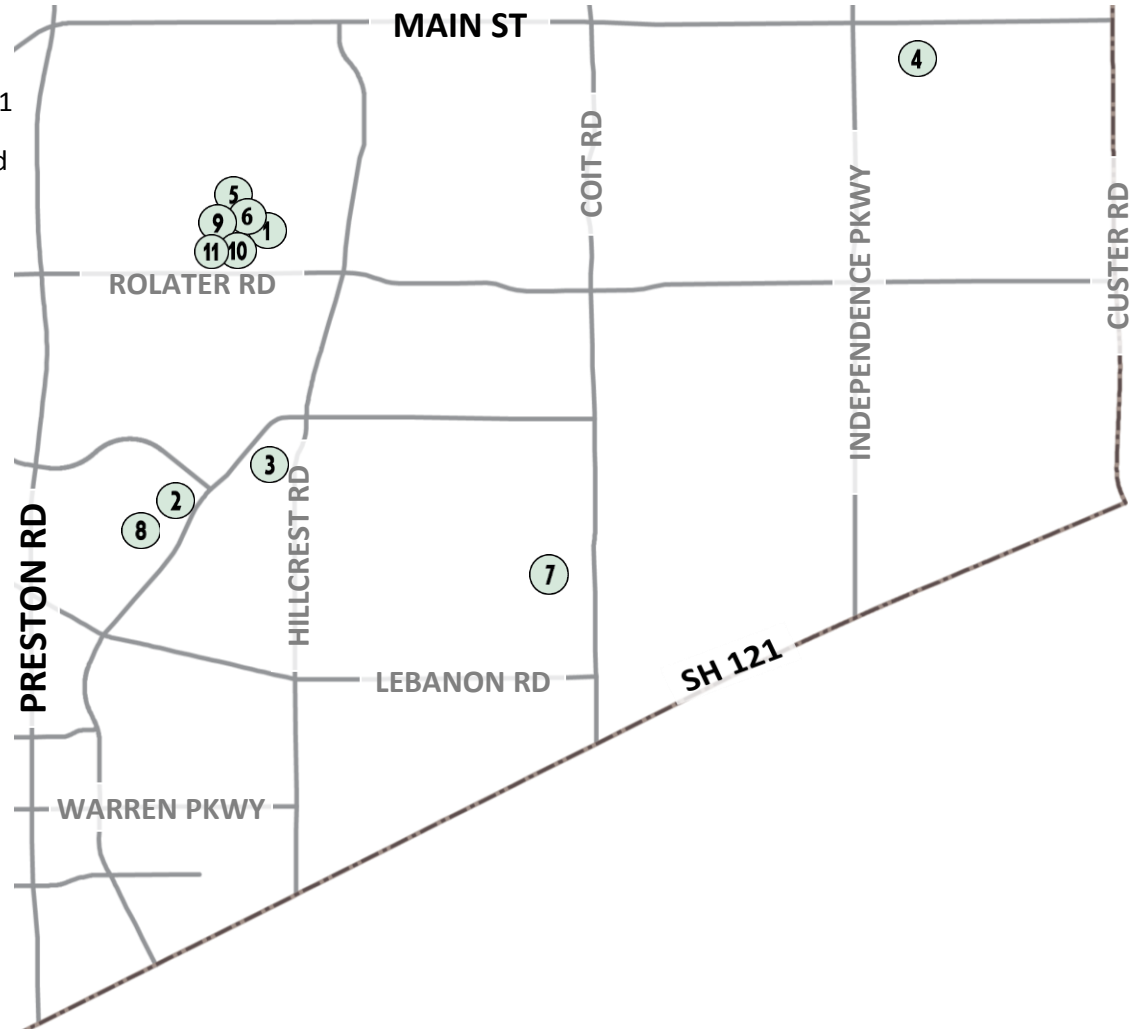 MAIN ST
4
1
d
COIT RD
INDEPENDENCE PKWY
CUSTER RD
5
6
9
1
11
10
ROLATER RD
3
2
8
HILLCREST RD
7
PRESTON RD
SH 121
LEBANON RD
WARREN PKWY